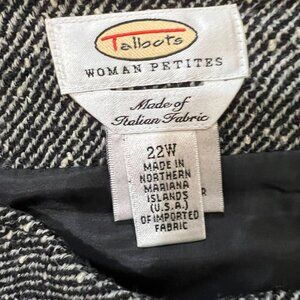 Talbots
WOMAN PETITES
Made of
Italian Fabric
22W
MADE IN
NORTHERN
MARIANA
ISLANDS
(U.S.A.)
OF IMPORTED
FABRIC
R